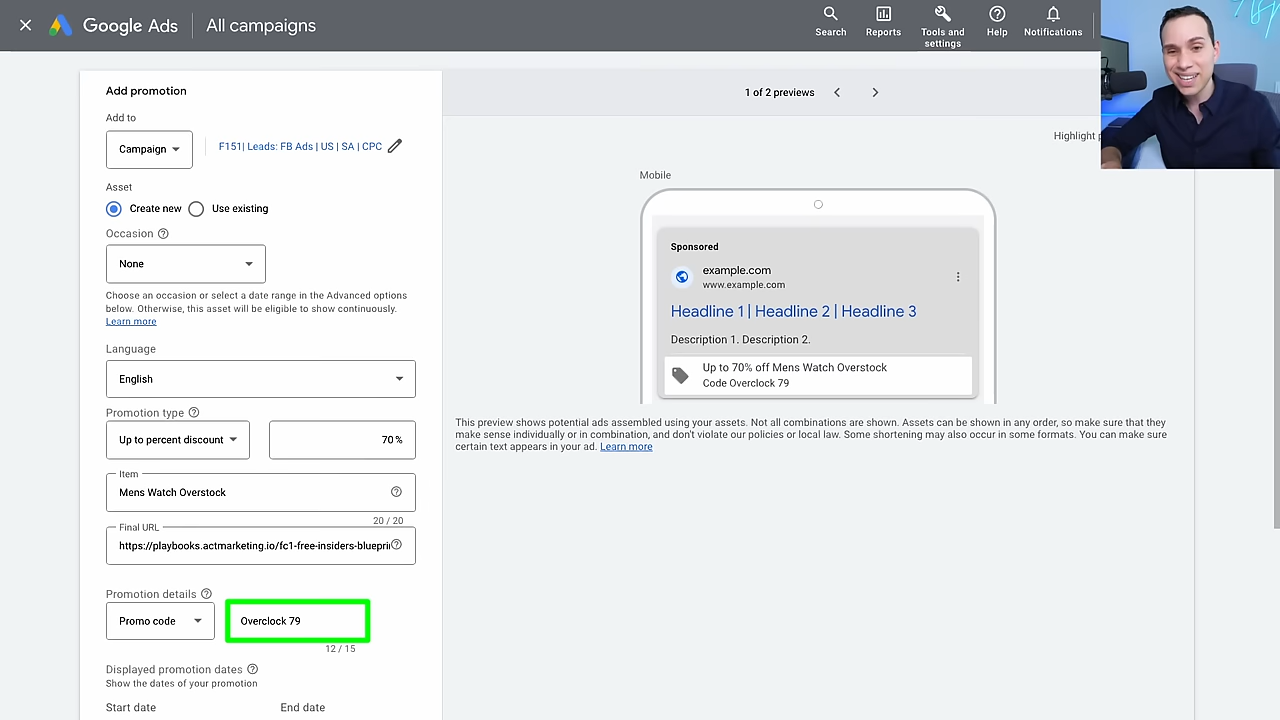 Google Ads
All campaigns
Search
Reports
Tools and
settings
Help
Notifications
Add promotion
Add to
Campaign
F151| Leads: FB Ads | US | SA | CPC
Asset
Create new
Use existing
Occasion
None
Choose an occasion or select a date range in the Advanced options
below. Otherwise, this asset will be eligible to show continuously.
Learn more
Language
English
Promotion type
Up to percent discount
70 %
Item
Mens Watch Overstock
20 / 20
Final URL
https://playbooks.actmarketing.io/fc1-free-insiders-blueprin
Promotion details
Promo code
Overclock 79
12 / 15
Displayed promotion dates
Show the dates of your promotion
Start date
End date
1 of 2 previews
Highlight
Mobile
Sponsored
example.com
www.example.com
Headline 1 | Headline 2 | Headline 3
Description 1. Description 2.
Up to 70% off Mens Watch Overstock
Code Overclock 79
This preview shows potential ads assembled using your assets. Not all combinations are shown. Assets can be shown in any order, so make sure that they
make sense individually or in combination, and don't violate our policies or local law. Some shortening may also occur in some formats. You can make sure
certain text appears in your ad. Learn more